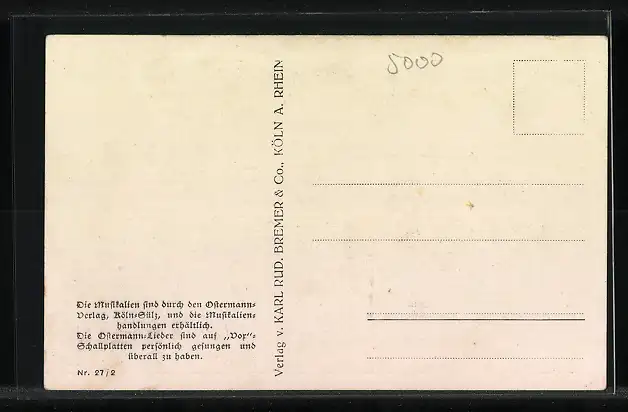 5000
Verlag v. KARL RUD. BREMER & Co., KÖLN A. RHEIN
Die Musikalien sind durch den Ostermann-
Verlag, Köln-Sülz, und die Musikalien-
handlungen erhältlich.
Die Ostermann-Lieder sind auf „Vox"-
Schallplatten persönlich gesungen und
überall zu haben.
Nr. 27/2